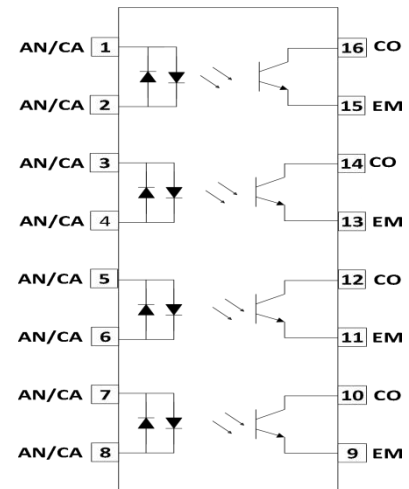 AN/CA 1 16 CO
AN/CA 2 15 EM
AN/CA 3 14 CO
AN/CA 4 13 EM
AN/CA 5 12 CO
AN/CA 6 11 EM
AN/CA 7 10 CO
AN/CA 8 9 EM